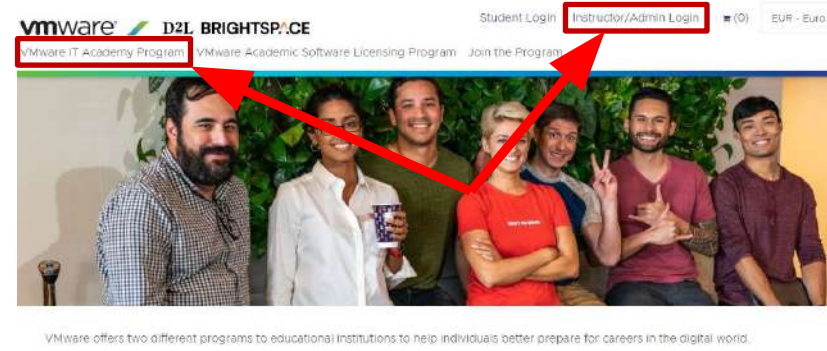 vmware D2L BRIGHTSPACE
Student Login Instructor/Admin Login (0) EUR - Euro
VMware IT Academy Program VMware Academic Software Licensing Program Join the Program
VMware offers two different programs to educational institutions to help individuals better prepare for careers in the digital world.